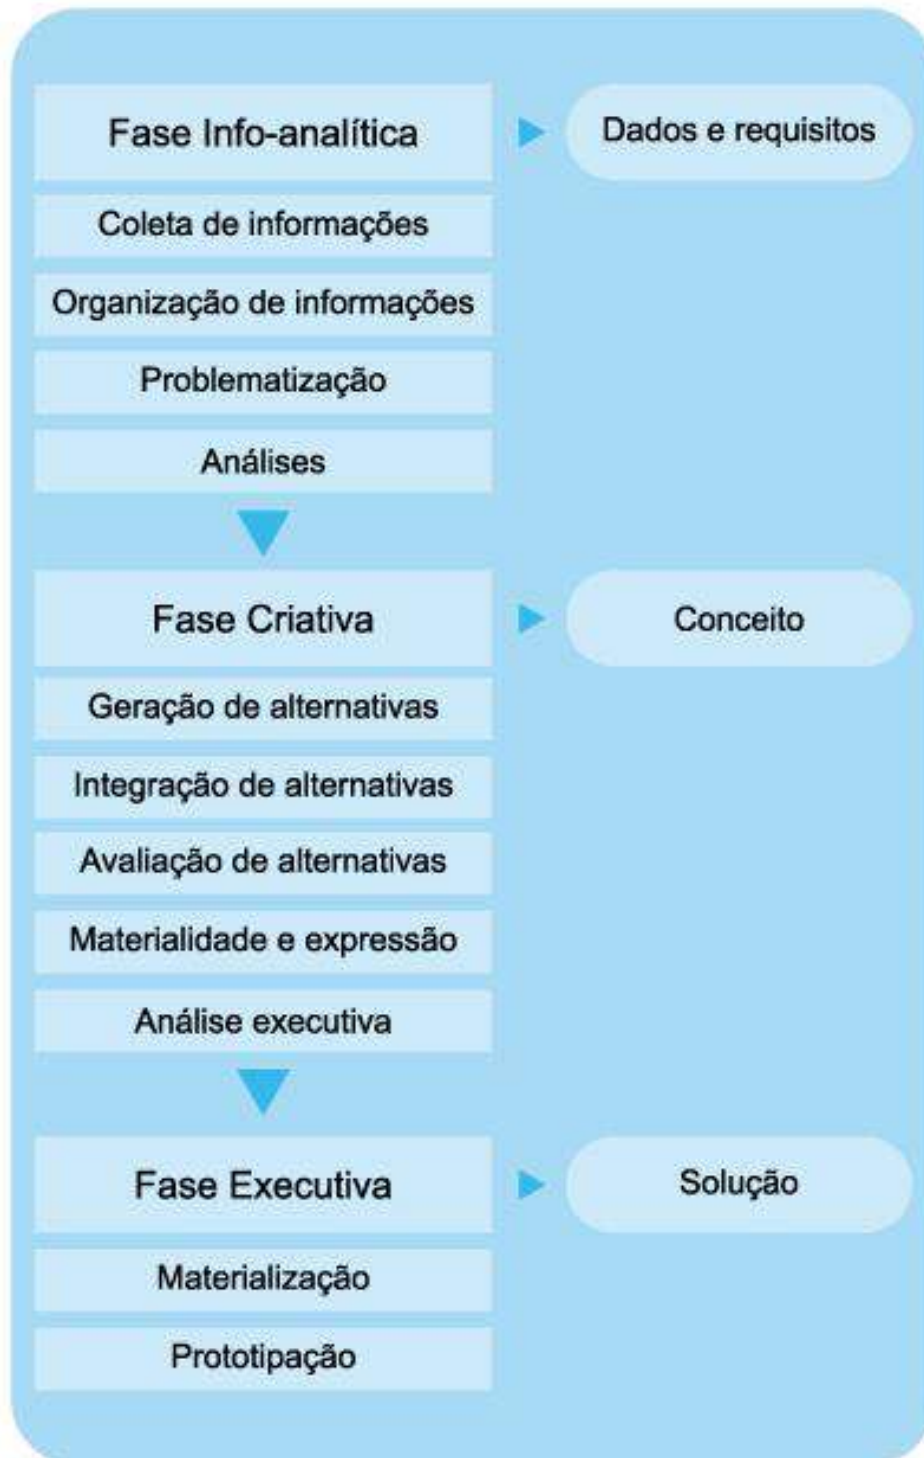 Fase Info-analítica
Dados e requisitos
Coleta de informações
Organização de informações
Problematização
Análises
Fase Criativa
Conceito
Geração de alternativas
Integração de alternativas
Avaliação de alternativas
Materialidade e expressão
Análise executiva
Fase Executiva
Solução
Materialização
Prototipação